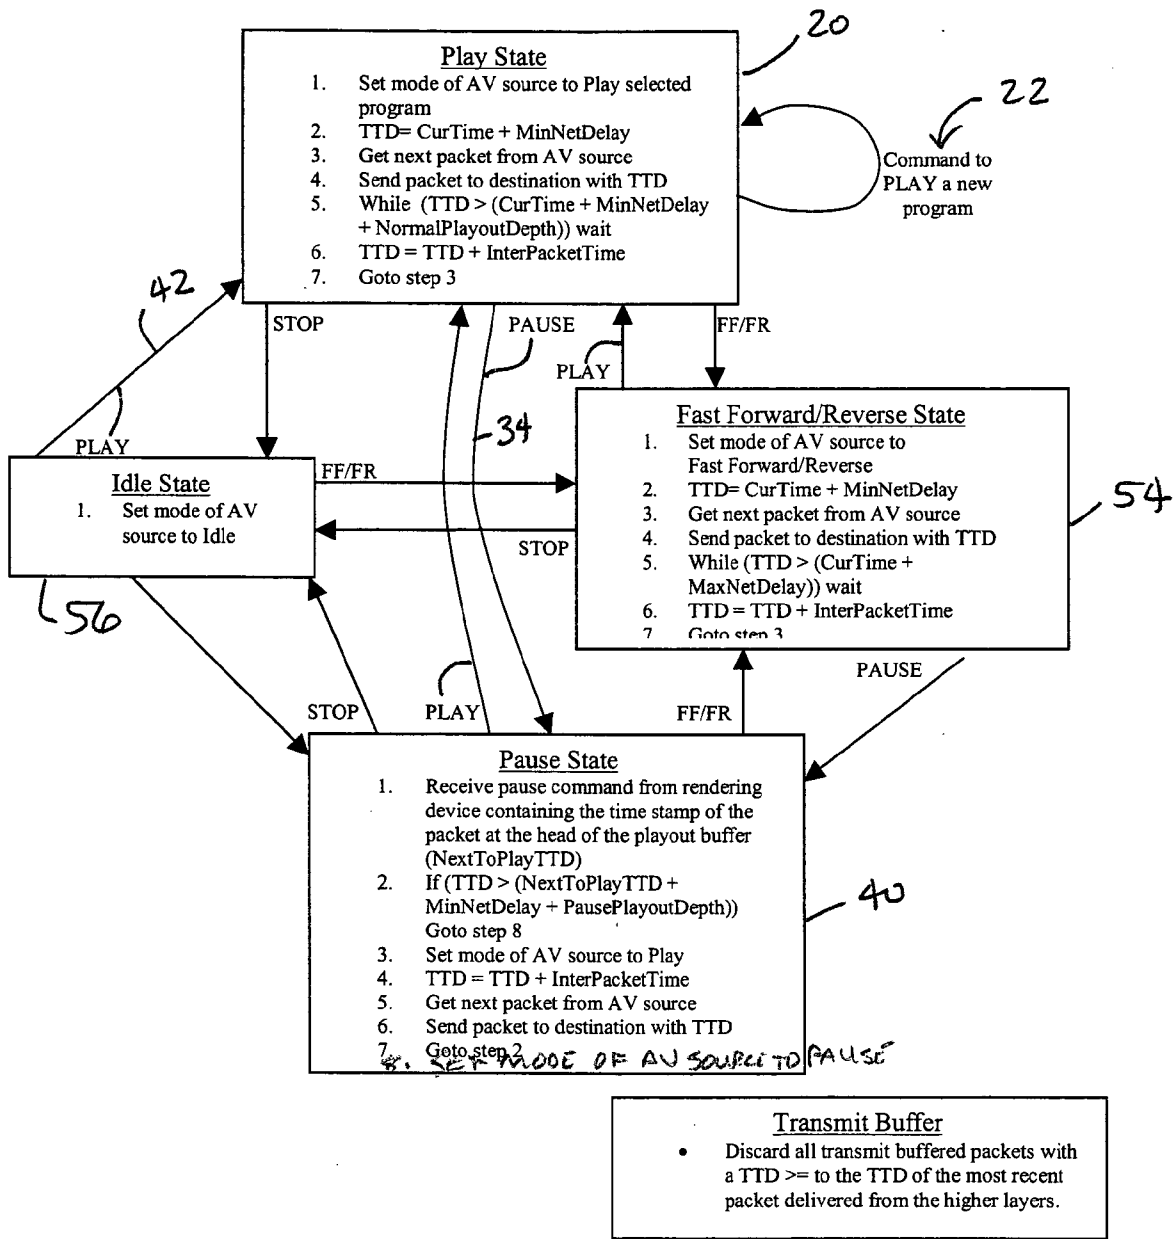 20
Play State
1. Set mode of AV source to Play selected
program
2. TTD= CurTime + MinNetDelay
3. Get next packet from AV source
4. Send packet to destination with TTD
5. While (TTD > (CurTime + MinNetDelay
+ NormalPlayoutDepth)) wait
6. TTD = TTD + InterPacketTime
7. Goto step 3
22
Command to
PLAY a new
program
42
STOP
PAUSE
FF/FR
PLAY
PLAY
34
Fast Forward/Reverse State
1. Set mode of AV source to
Fast Forward/Reverse
2. TTD= CurTime + MinNetDelay
3. Get next packet from AV source
4. Send packet to destination with TTD
5. While (TTD > (CurTime +
MaxNetDelay)) wait
6. TTD = TTD + InterPacketTime
7 Goto step 3
54
Idle State
1. Set mode of AV
source to Idle
FF/FR
STOP
56
PAUSE
STOP
PLAY
FF/FR
Pause State
1. Receive pause command from rendering
device containing the time stamp of the
packet at the head of the playout buffer
(NextToPlayTTD)
2. If (TTD > (NextToPlayTTD +
MinNetDelay + PausePlayoutDepth))
Goto step 8
3. Set mode of AV source to Play
4. TTD = TTD + InterPacketTime
5. Get next packet from AV source
6. Send packet to destination with TTD
7. Goto step 2
8. SET MODE OF AV SOURCE TO PAUSE
40
Transmit Buffer
• Discard all transmit buffered packets with
a TTD >= to the TTD of the most recent
packet delivered from the higher layers.